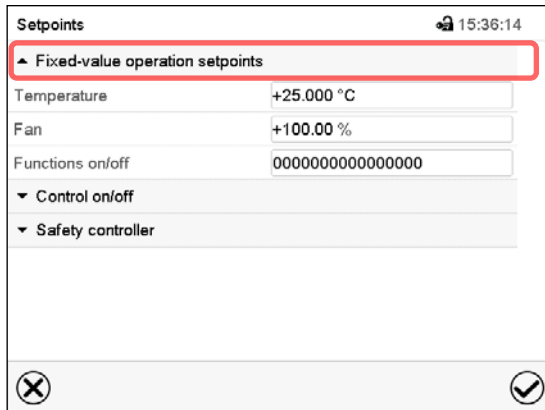 Setpoints 15:36:14
Fixed-value operation setpoints
Temperature +25.000 °C
Fan +100.00 %
Functions on/off 0000000000000000
Control on/off
Safety controller